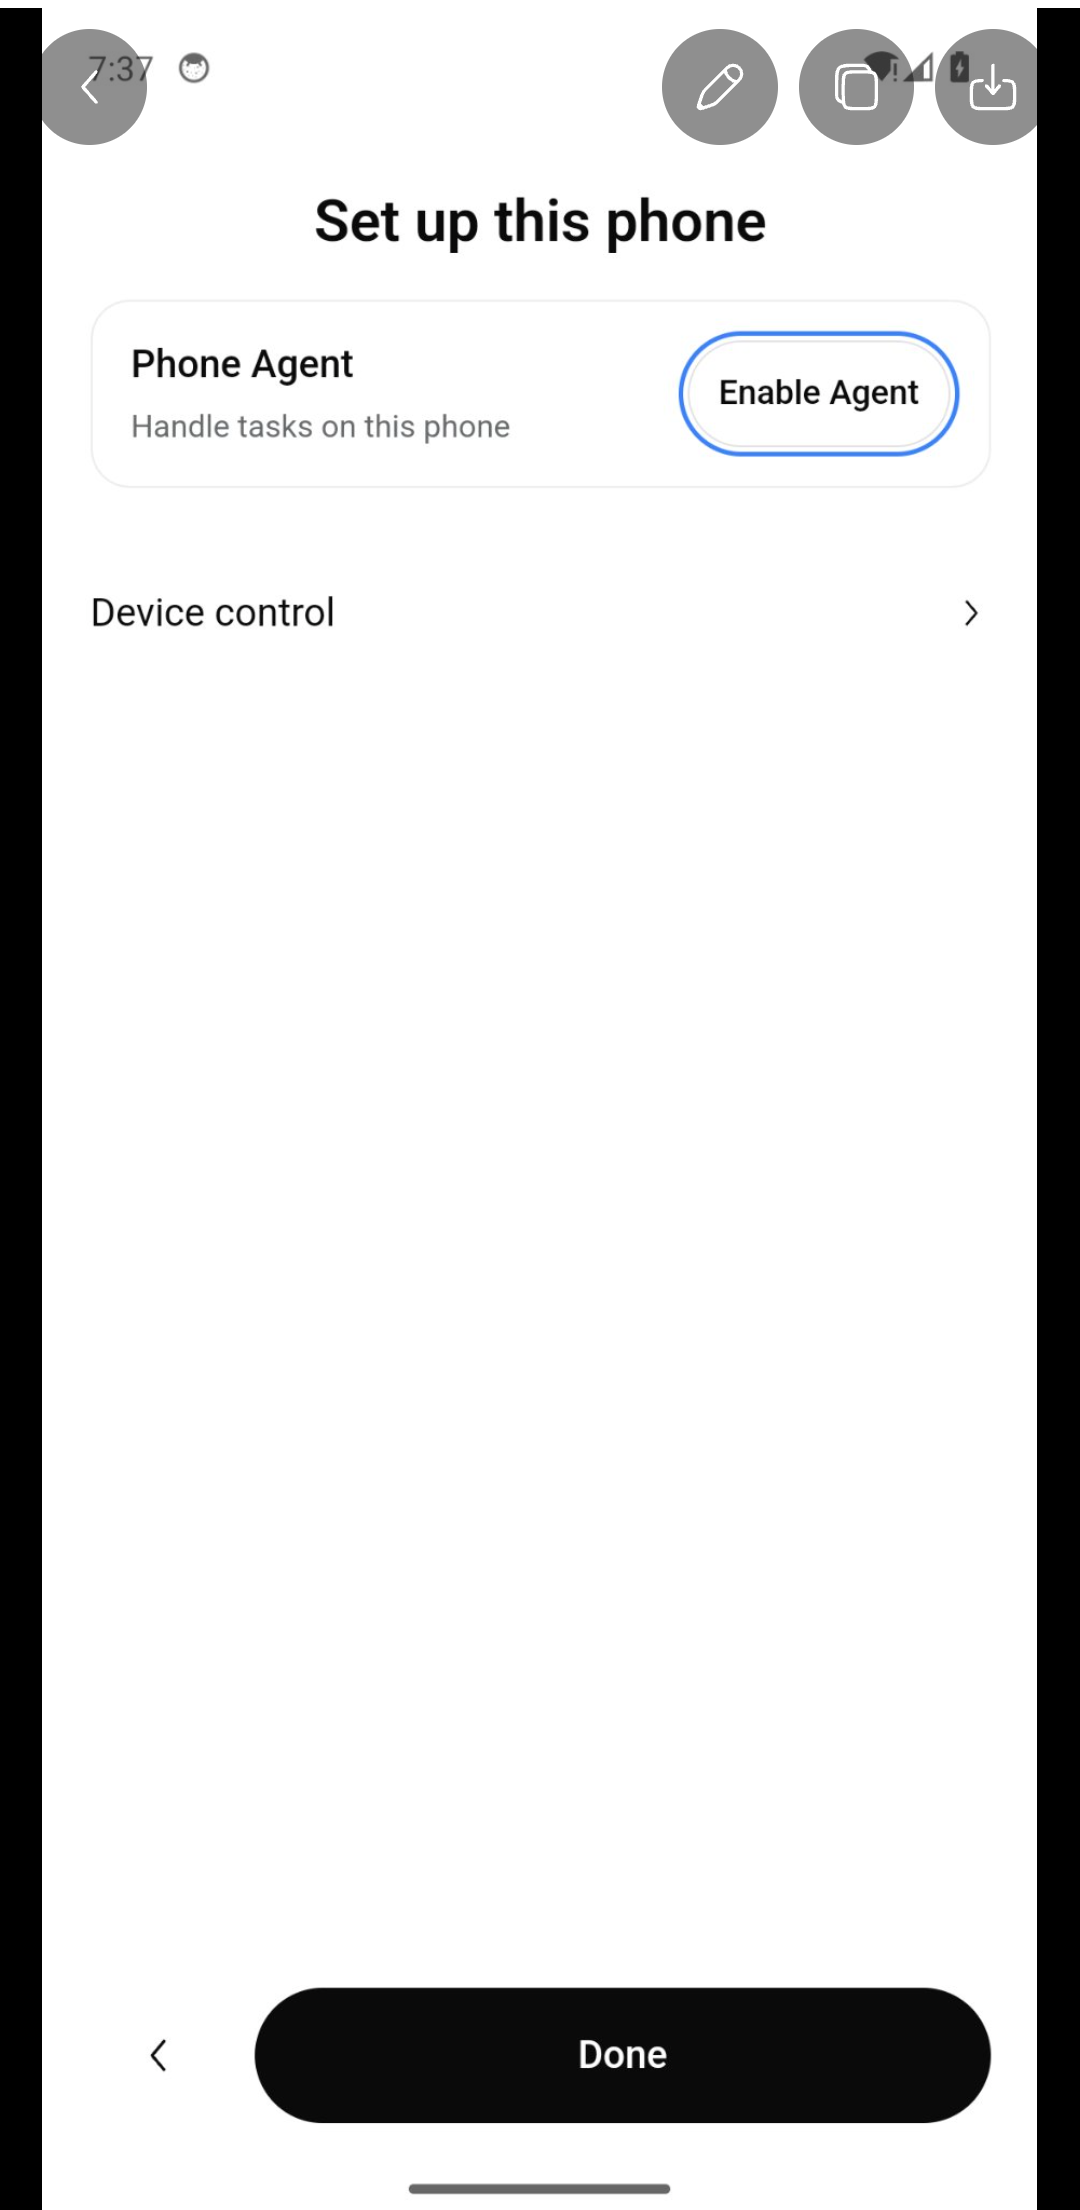 7:37
Set up this phone
Phone Agent
Handle tasks on this phone
Enable Agent
Device control
Done